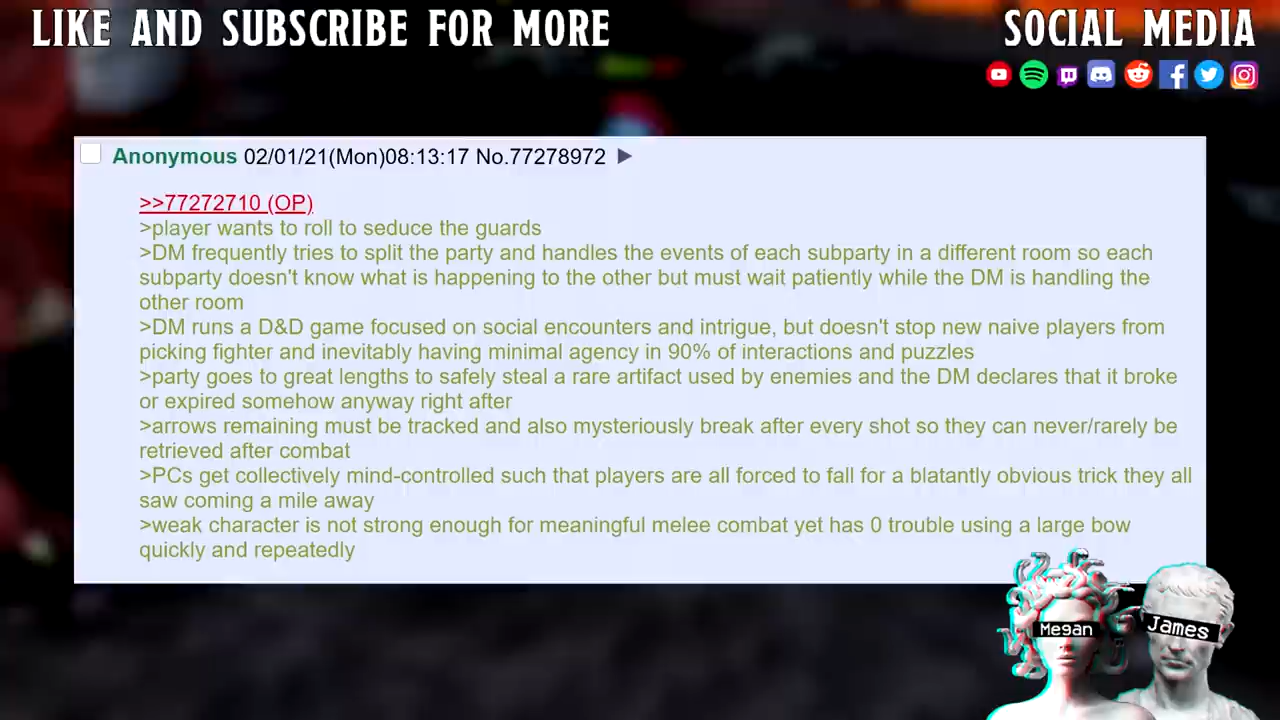 LIKE AND SUBSCRIBE FOR MORE
SOCIAL MEDIA
Anonymous 02/01/21(Mon)08:13:17 No.77278972 ▶
>>77272710 (OP)
>player wants to roll to seduce the guards
>DM frequently tries to split the party and handles the events of each subparty in a different room so each
subparty doesn't know what is happening to the other but must wait patiently while the DM is handling the
other room
>DM runs a D&D game focused on social encounters and intrigue, but doesn't stop new naive players from
picking fighter and inevitably having minimal agency in 90% of interactions and puzzles
>party goes to great lengths to safely steal a rare artifact used by enemies and the DM declares that it broke
or expired somehow anyway right after
>arrows remaining must be tracked and also mysteriously break after every shot so they can never/rarely be
retrieved after combat
>PCs get collectively mind-controlled such that players are all forced to fall for a blatantly obvious trick they all
saw coming a mile away
>weak character is not strong enough for meaningful melee combat yet has 0 trouble using a large bow
quickly and repeatedly
Megan
James